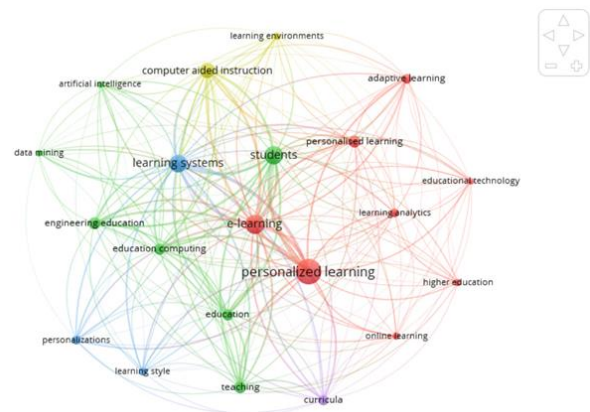 learning environments
computer aided instruction
adaptive learning
artificial intelligence
personalised learning
students
data mining
learning systems
educational technology
learning analytics
engineering education
e-learning
education computing
personalized learning
higher education
education
online learning
personalizations
learning style
teaching
curricula